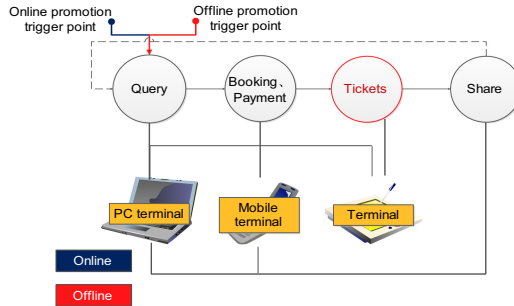 Online promotion
trigger point
Offline promotion
trigger point
Query
Booking、
Payment
Tickets
Share
PC terminal
Mobile
terminal
Terminal
Online
Offline